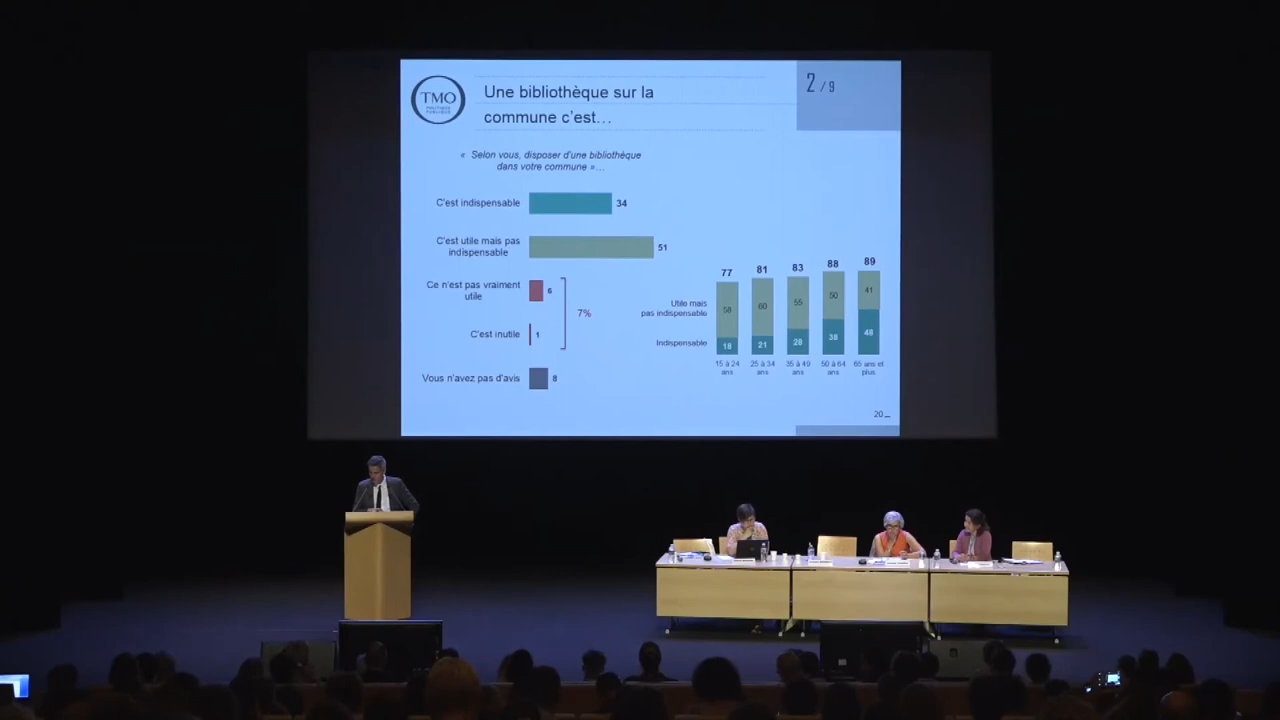 TMO
POLITIQUE
PUBLIQUE
Une bibliothèque sur la
commune c'est…
2 / 9
« Selon vous, disposer d'une bibliothèque
dans votre commune »…
C'est indispensable
34
C'est utile mais pas
indispensable
51
Ce n'est pas vraiment
utile
6
C'est inutile
1
7%
Vous n'avez pas d'avis
8
77
81
83
88
89
Utile mais
pas indispensable
58
60
55
50
41
Indispensable
18
21
28
38
48
15 à 24
ans
25 à 34
ans
35 à 49
ans
50 à 64
ans
65 ans et
plus
20